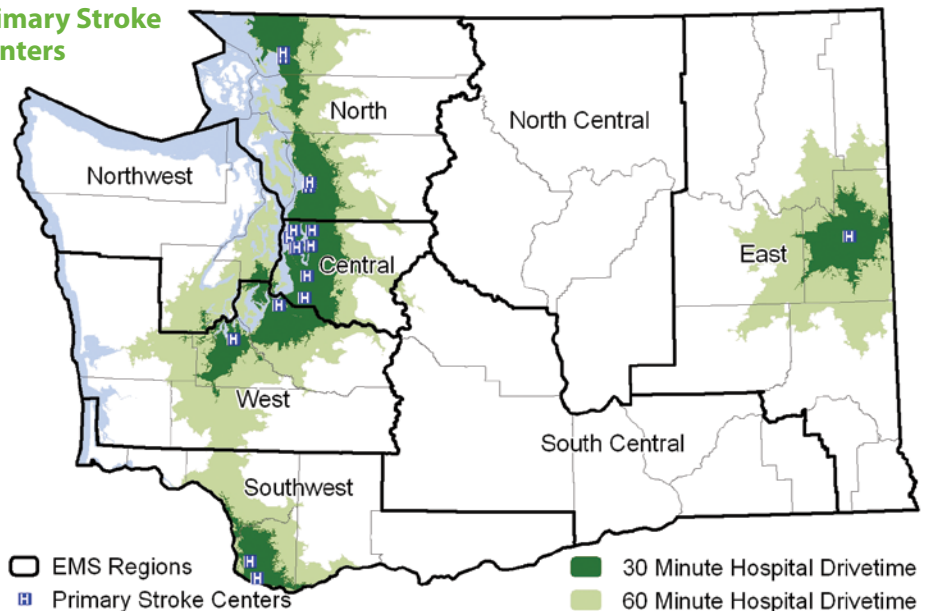 imary Stroke
nters
North
North Central
Northwest
East
Central
West
South Central
Southwest
EMS Regions
Primary Stroke Centers
30 Minute Hospital Drivetime
60 Minute Hospital Drivetime
H
H
H
H
H
H
H
H
H
H
H
H
H
H